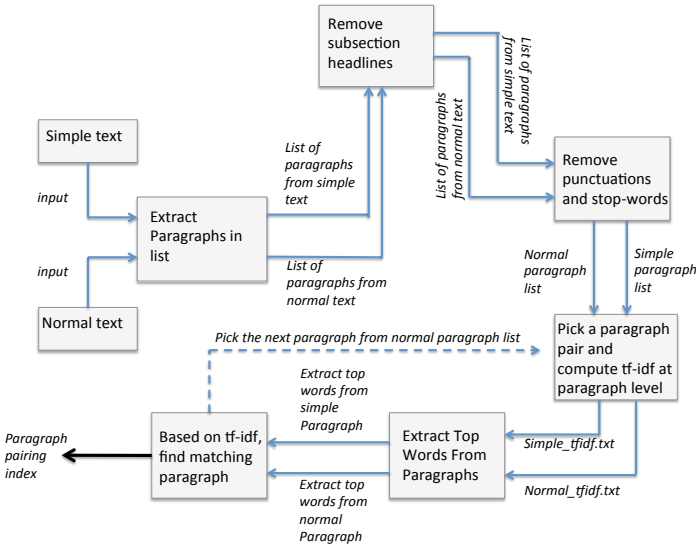 Remove
subsection
headlines
List of paragraphs
from simple text
List of paragraphs
from normal text
Simple text
input
List of
paragraphs
from simple
text
Remove
punctuations
and stop-words
Extract
Paragraphs in
list
input
List of
paragraphs from
normal text
Normal
paragraph
list
Simple
paragraph
list
Normal text
Pick a paragraph
pair and
compute tf-idf at
paragraph level
Pick the next paragraph from normal paragraph list
Extract top
words from
simple
Paragraph
Paragraph
pairing
index
Based on tf-idf,
find matching
paragraph
Extract Top
Words From
Paragraphs
Simple_tfidf.txt
Normal_tfidf.txt
Extract top
words from
normal
Paragraph